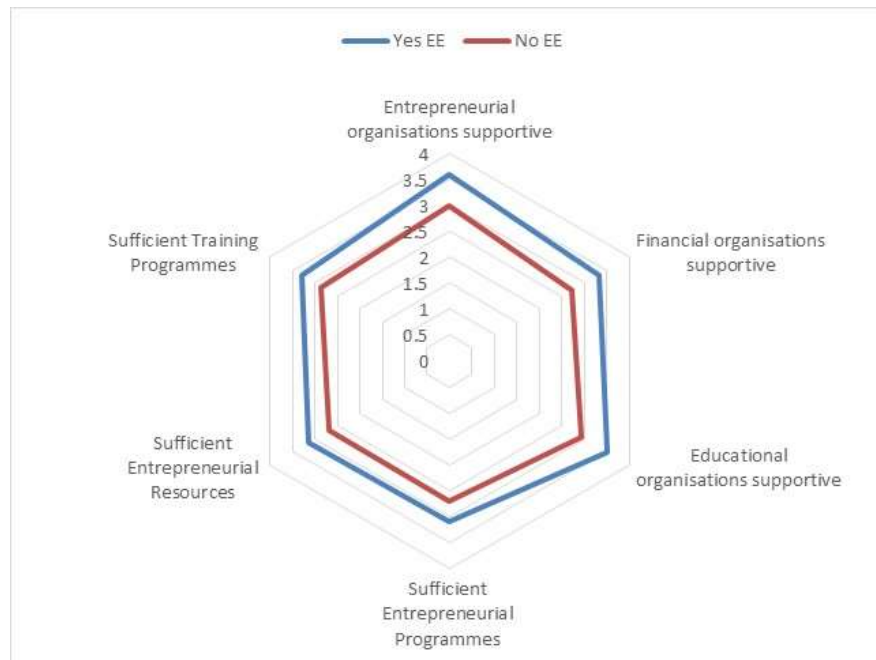 Yes EE
No EE
Entrepreneurial
organisations supportive
4
3.5
3
2.5
2
1.5
1
0.5
0
Financial organisations
supportive
Educational
organisations supportive
Sufficient
Entrepreneurial
Programmes
Sufficient
Entrepreneurial
Resources
Sufficient Training
Programmes